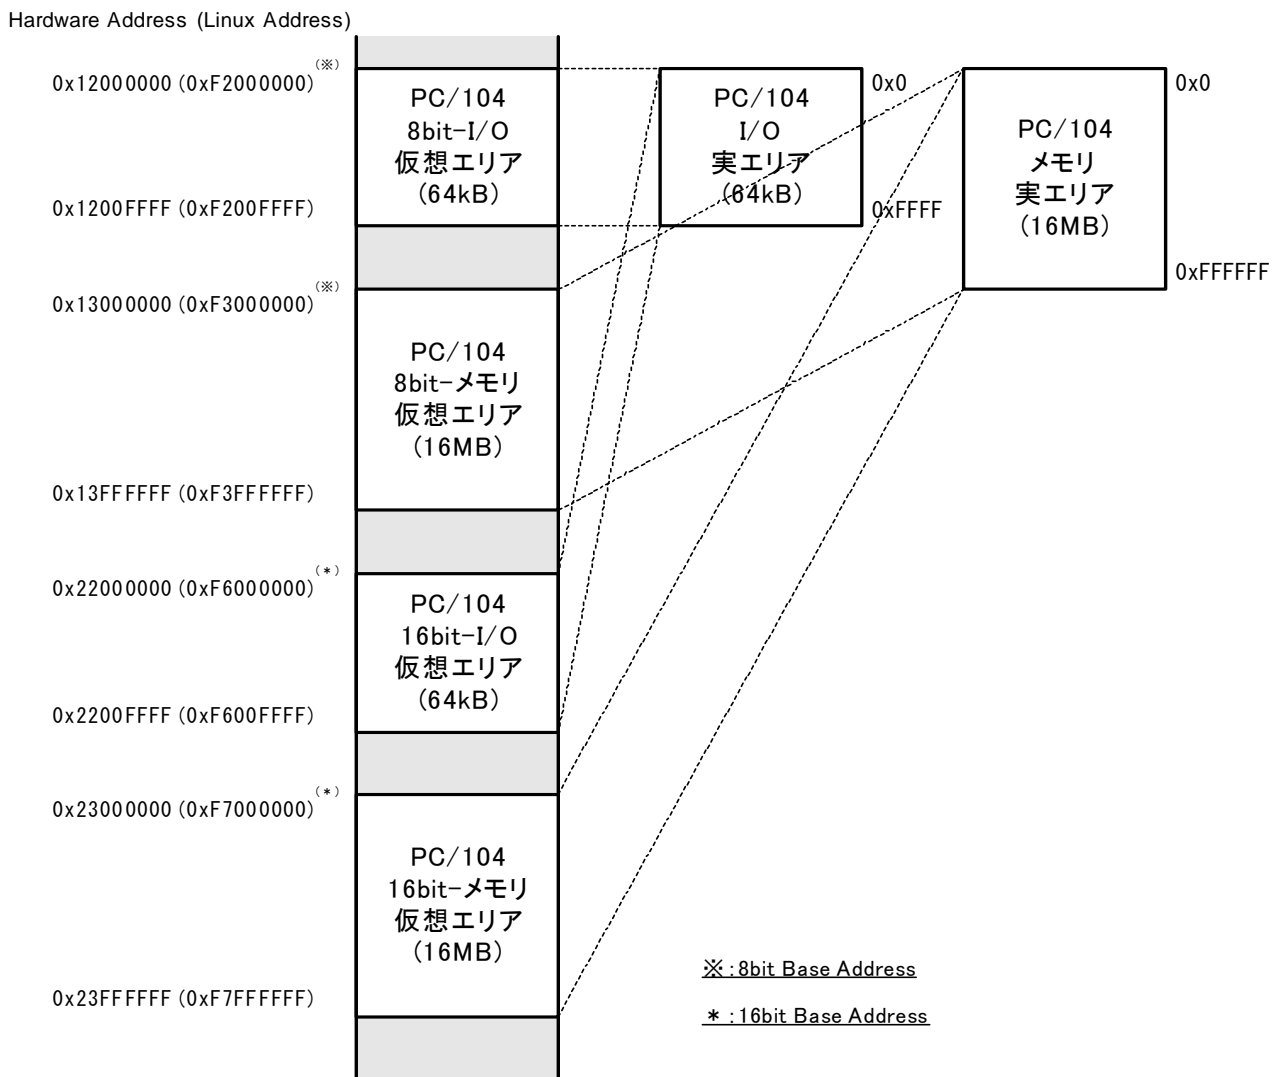 Hardware Address (Linux Address)
0x12000000 (0xF2000000)(※)
PC/104
8bit-I/O
仮想エリア
(64kB)
0x1200FFFF (0xF200FFFF)
PC/104
I/O
実エリア
(64kB)
0x0
0xFFFF
PC/104
メモリ
実エリア
(16MB)
0x0
0xFFFFFF
0x13000000 (0xF3000000)(※)
PC/104
8bit-メモリ
仮想エリア
(16MB)
0x13FFFFFF (0xF3FFFFFF)
0x22000000 (0xF6000000)(*)
PC/104
16bit-I/O
仮想エリア
(64kB)
0x2200FFFF (0xF600FFFF)
0x23000000 (0xF7000000)(*)
PC/104
16bit-メモリ
仮想エリア
(16MB)
0x23FFFFFF (0xF7FFFFFF)
※:8bit Base Address
*:16bit Base Address